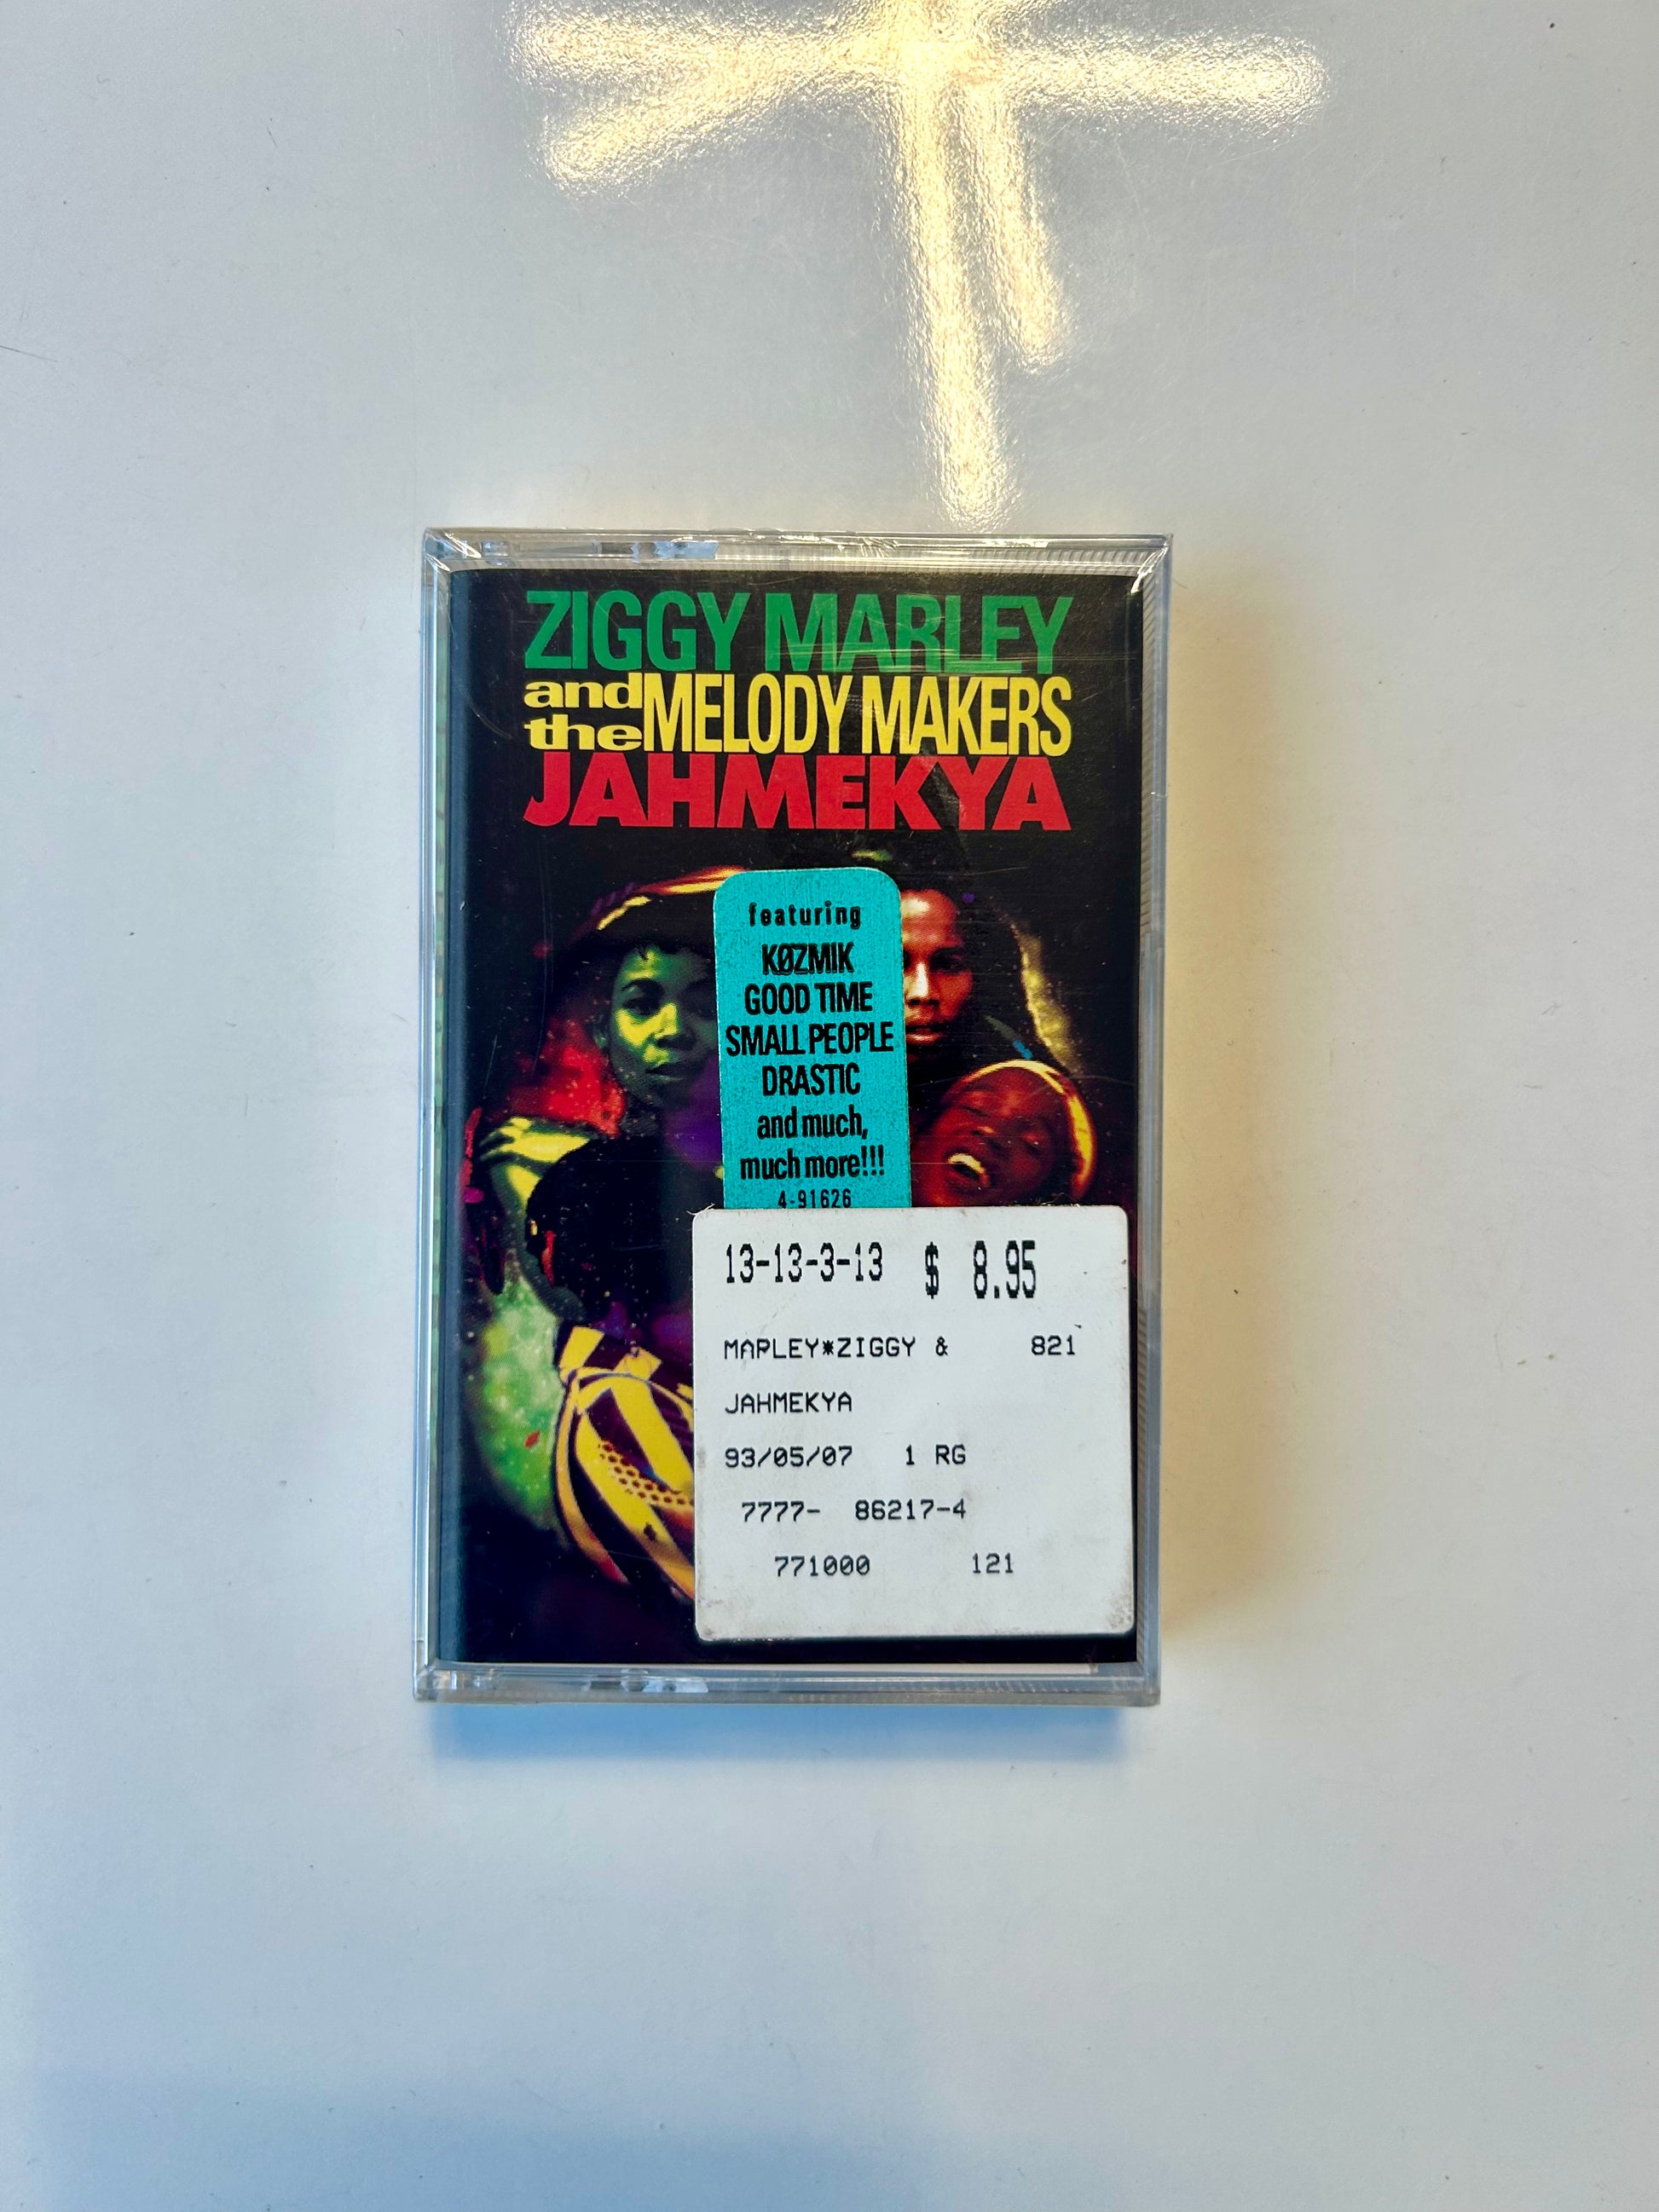 ZIGGY MARLEY
and the MELODY MAKERS
JAHMEKYA
featuring
KØZMIK
GOOD TIME
SMALL PEOPLE
DRASTIC
and much,
much more!!!
4-91626
13-13-3-13 $ 8.95
MARLEY*ZIGGY & 821
JAHMEKYA
93/05/07 1 RG
7777- 86217-4
771000 121